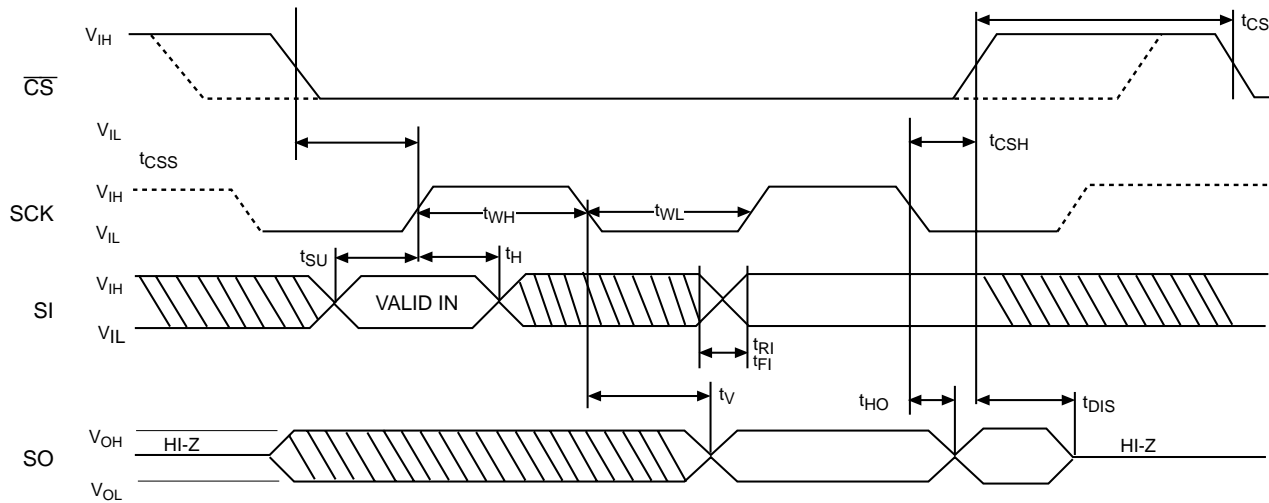 VIH
tCS
CS
VIL
tCSH
tCSS
VIH
SCK
tWH
tWL
VIL
tSU
tH
VIH
SI
VALID IN
VIL
tRI
tFI
tV
tHO
tDIS
VOH
HI-Z
HI-Z
SO
VOL